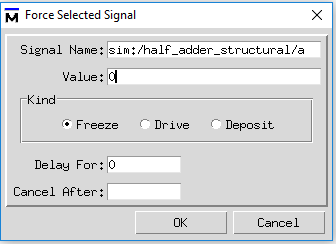 Force Selected Signal
Signal Name: sim:/half_adder_structural/a
Value: 0
Kind
Freeze Drive Deposit
Delay For: 0
Cancel After:
OK Cancel